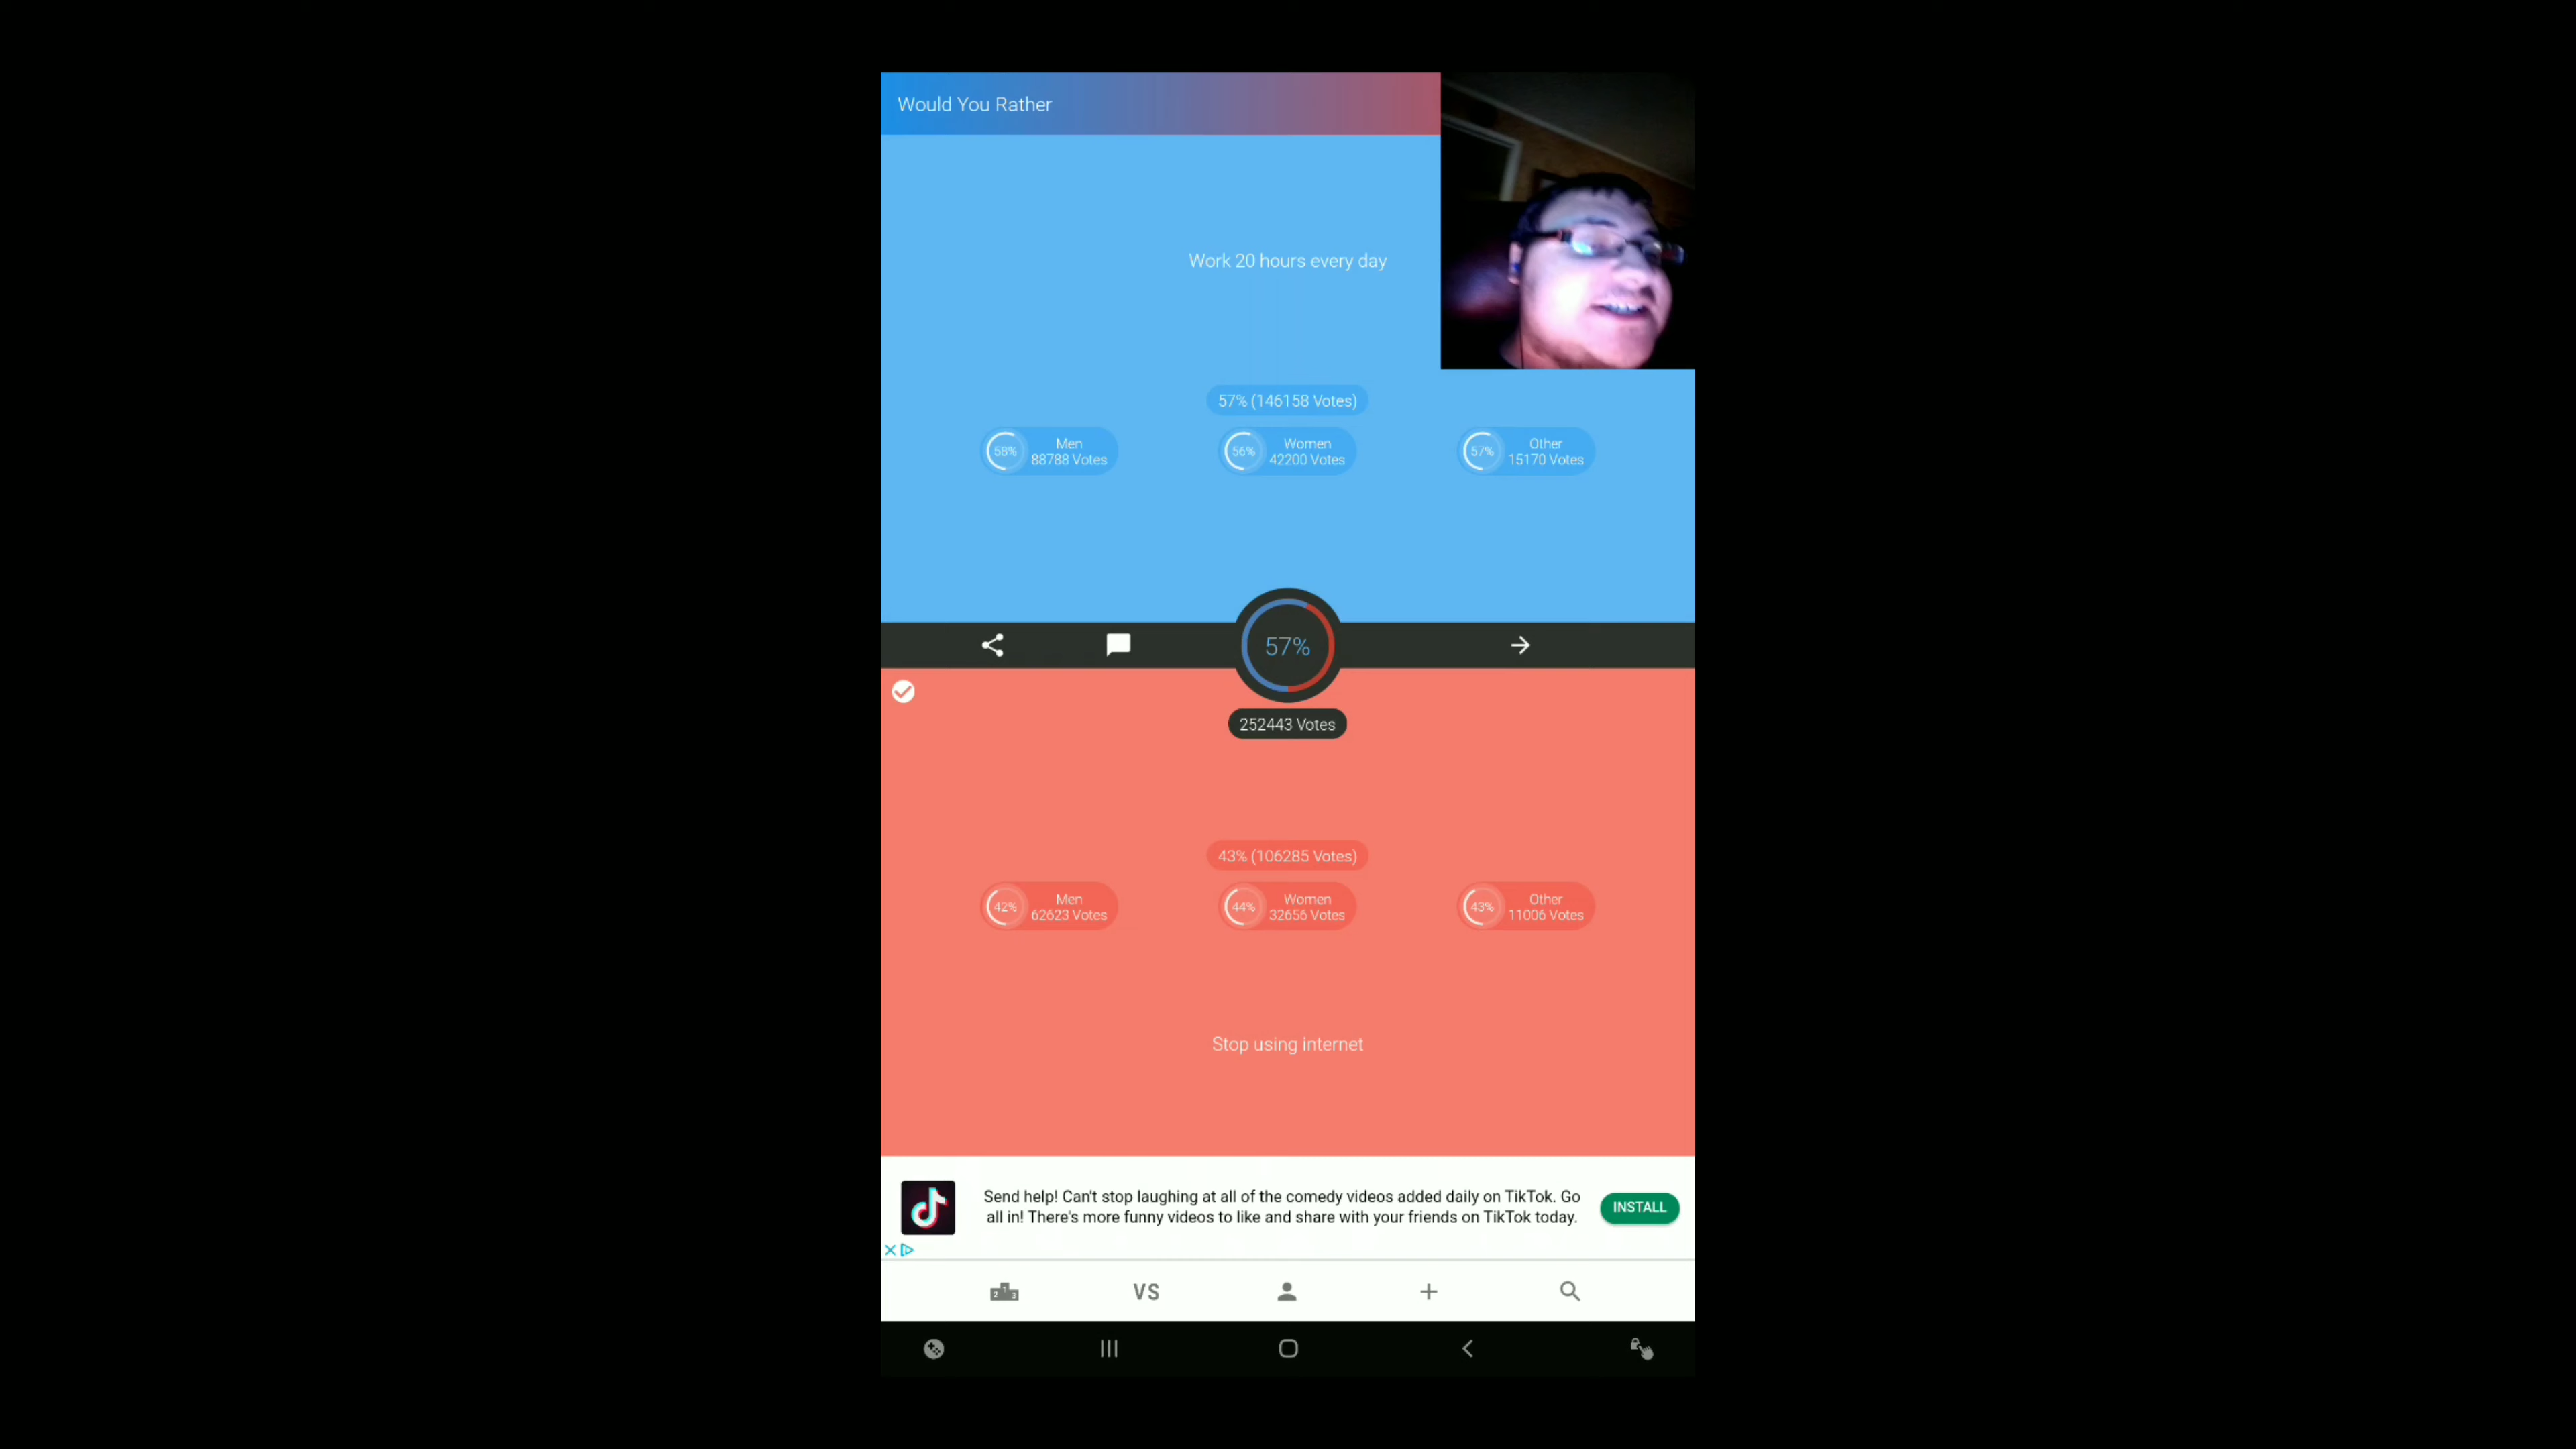 Would You Rather
Work 20 hours every day
57% (146158 Votes)
58%
Men
88788 Votes
56%
Women
42200 Votes
57%
Other
15170 Votes
57%
252443 Votes
43% (106285 Votes)
42%
Men
62623 Votes
44%
Women
32656 Votes
43%
Other
11006 Votes
Stop using internet
Send help! Can't stop laughing at all of the comedy videos added daily on TikTok. Go
all in! There's more funny videos to like and share with your friends on TikTok today.
INSTALL
2 1 3
VS